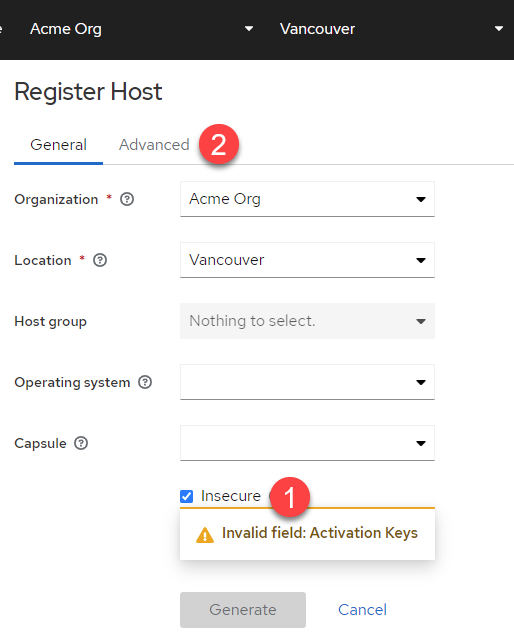 Acme Org Vancouver
Register Host
General Advanced 2
Organization * ? Acme Org
Location * ? Vancouver
Host group Nothing to select.
Operating system ?
Capsule ?
Insecure 1
Invalid field: Activation Keys
Generate Cancel